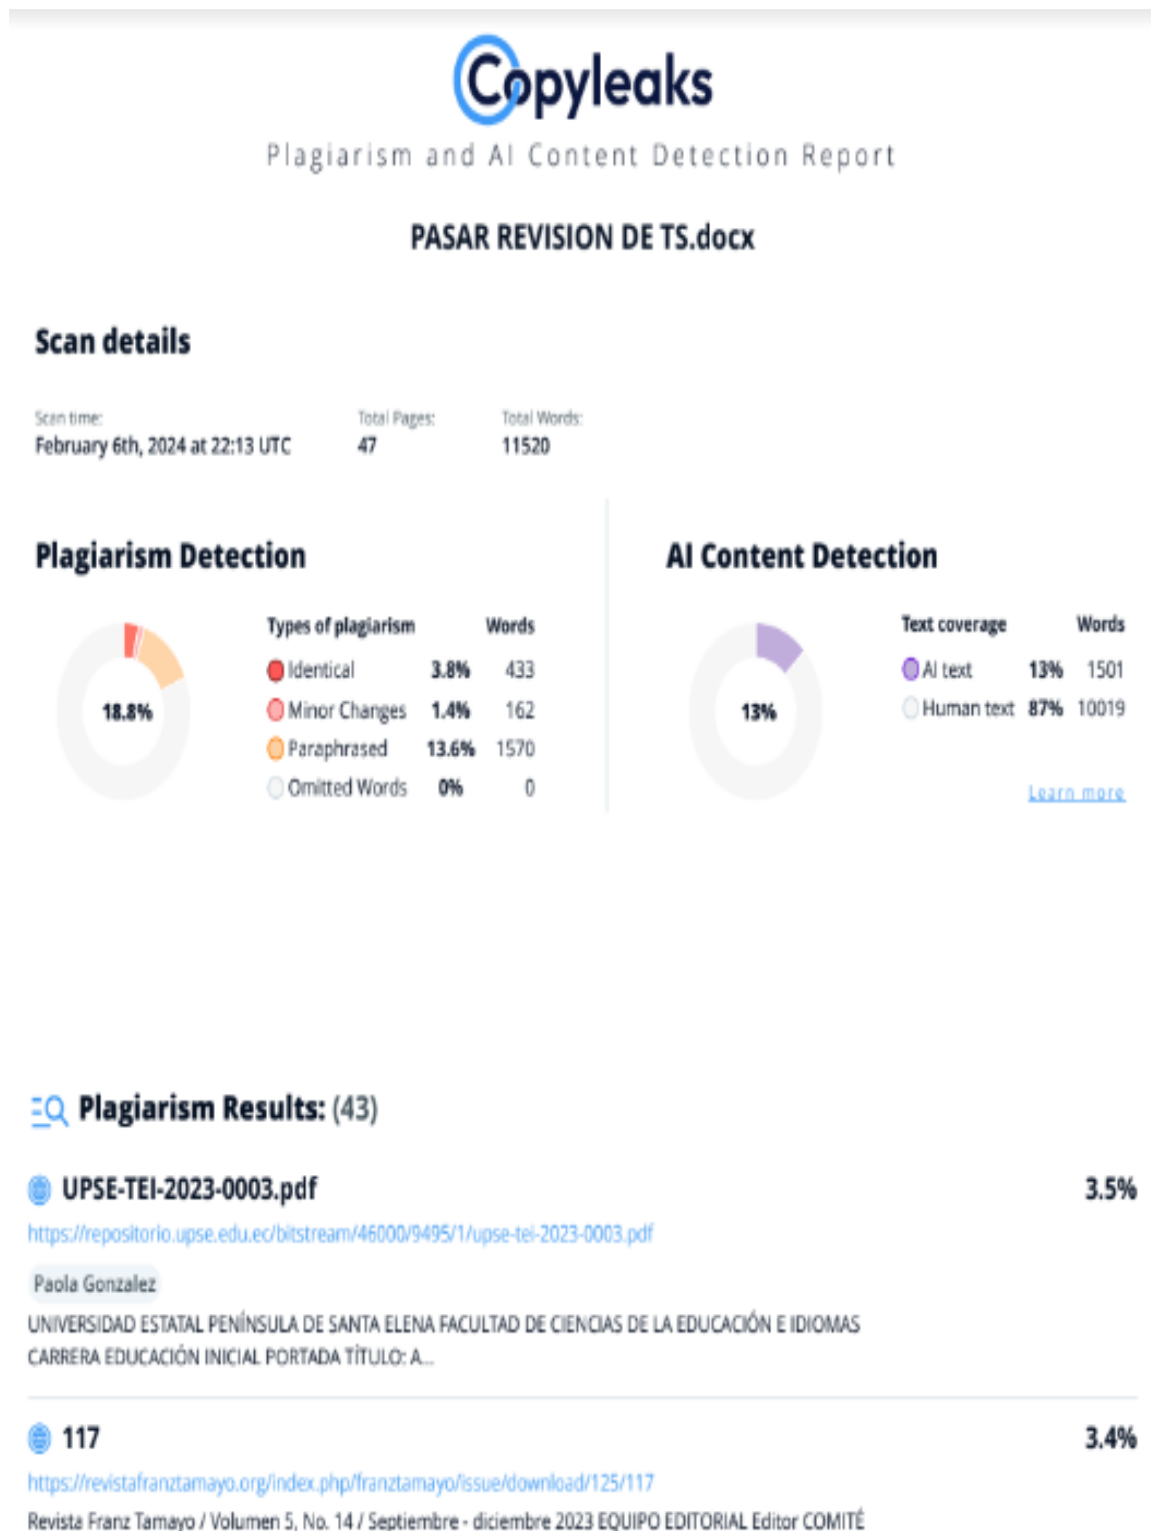 Copyleaks
Plagiarism and AI Content Detection Report
PASAR REVISION DE TS.docx
Scan details
Scan time:
February 6th, 2024 at 22:13 UTC
Total Pages:
47
Total Words:
11520
Plagiarism Detection
18.8%
Types of plagiarism Words
Identical 3.8% 433
Minor Changes 1.4% 162
Paraphrased 13.6% 1570
Omitted Words 0% 0
AI Content Detection
13%
Text coverage Words
AI text 13% 1501
Human text 87% 10019
Learn more
Plagiarism Results: (43)
UPSE-TEI-2023-0003.pdf 3.5%
https://repositorio.upse.edu.ec/bitstream/46000/9495/1/upse-tei-2023-0003.pdf
Paola Gonzalez
UNIVERSIDAD ESTATAL PENÍNSULA DE SANTA ELENA FACULTAD DE CIENCIAS DE LA EDUCACIÓN E IDIOMAS
CARRERA EDUCACIÓN INICIAL PORTADA TÍTULO: A...
117 3.4%
https://revistafranztamayo.org/index.php/franztamayo/issue/download/125/117
Revista Franz Tamayo / Volumen 5, No. 14 / Septiembre - diciembre 2023 EQUIPO EDITORIAL Editor COMITÉ